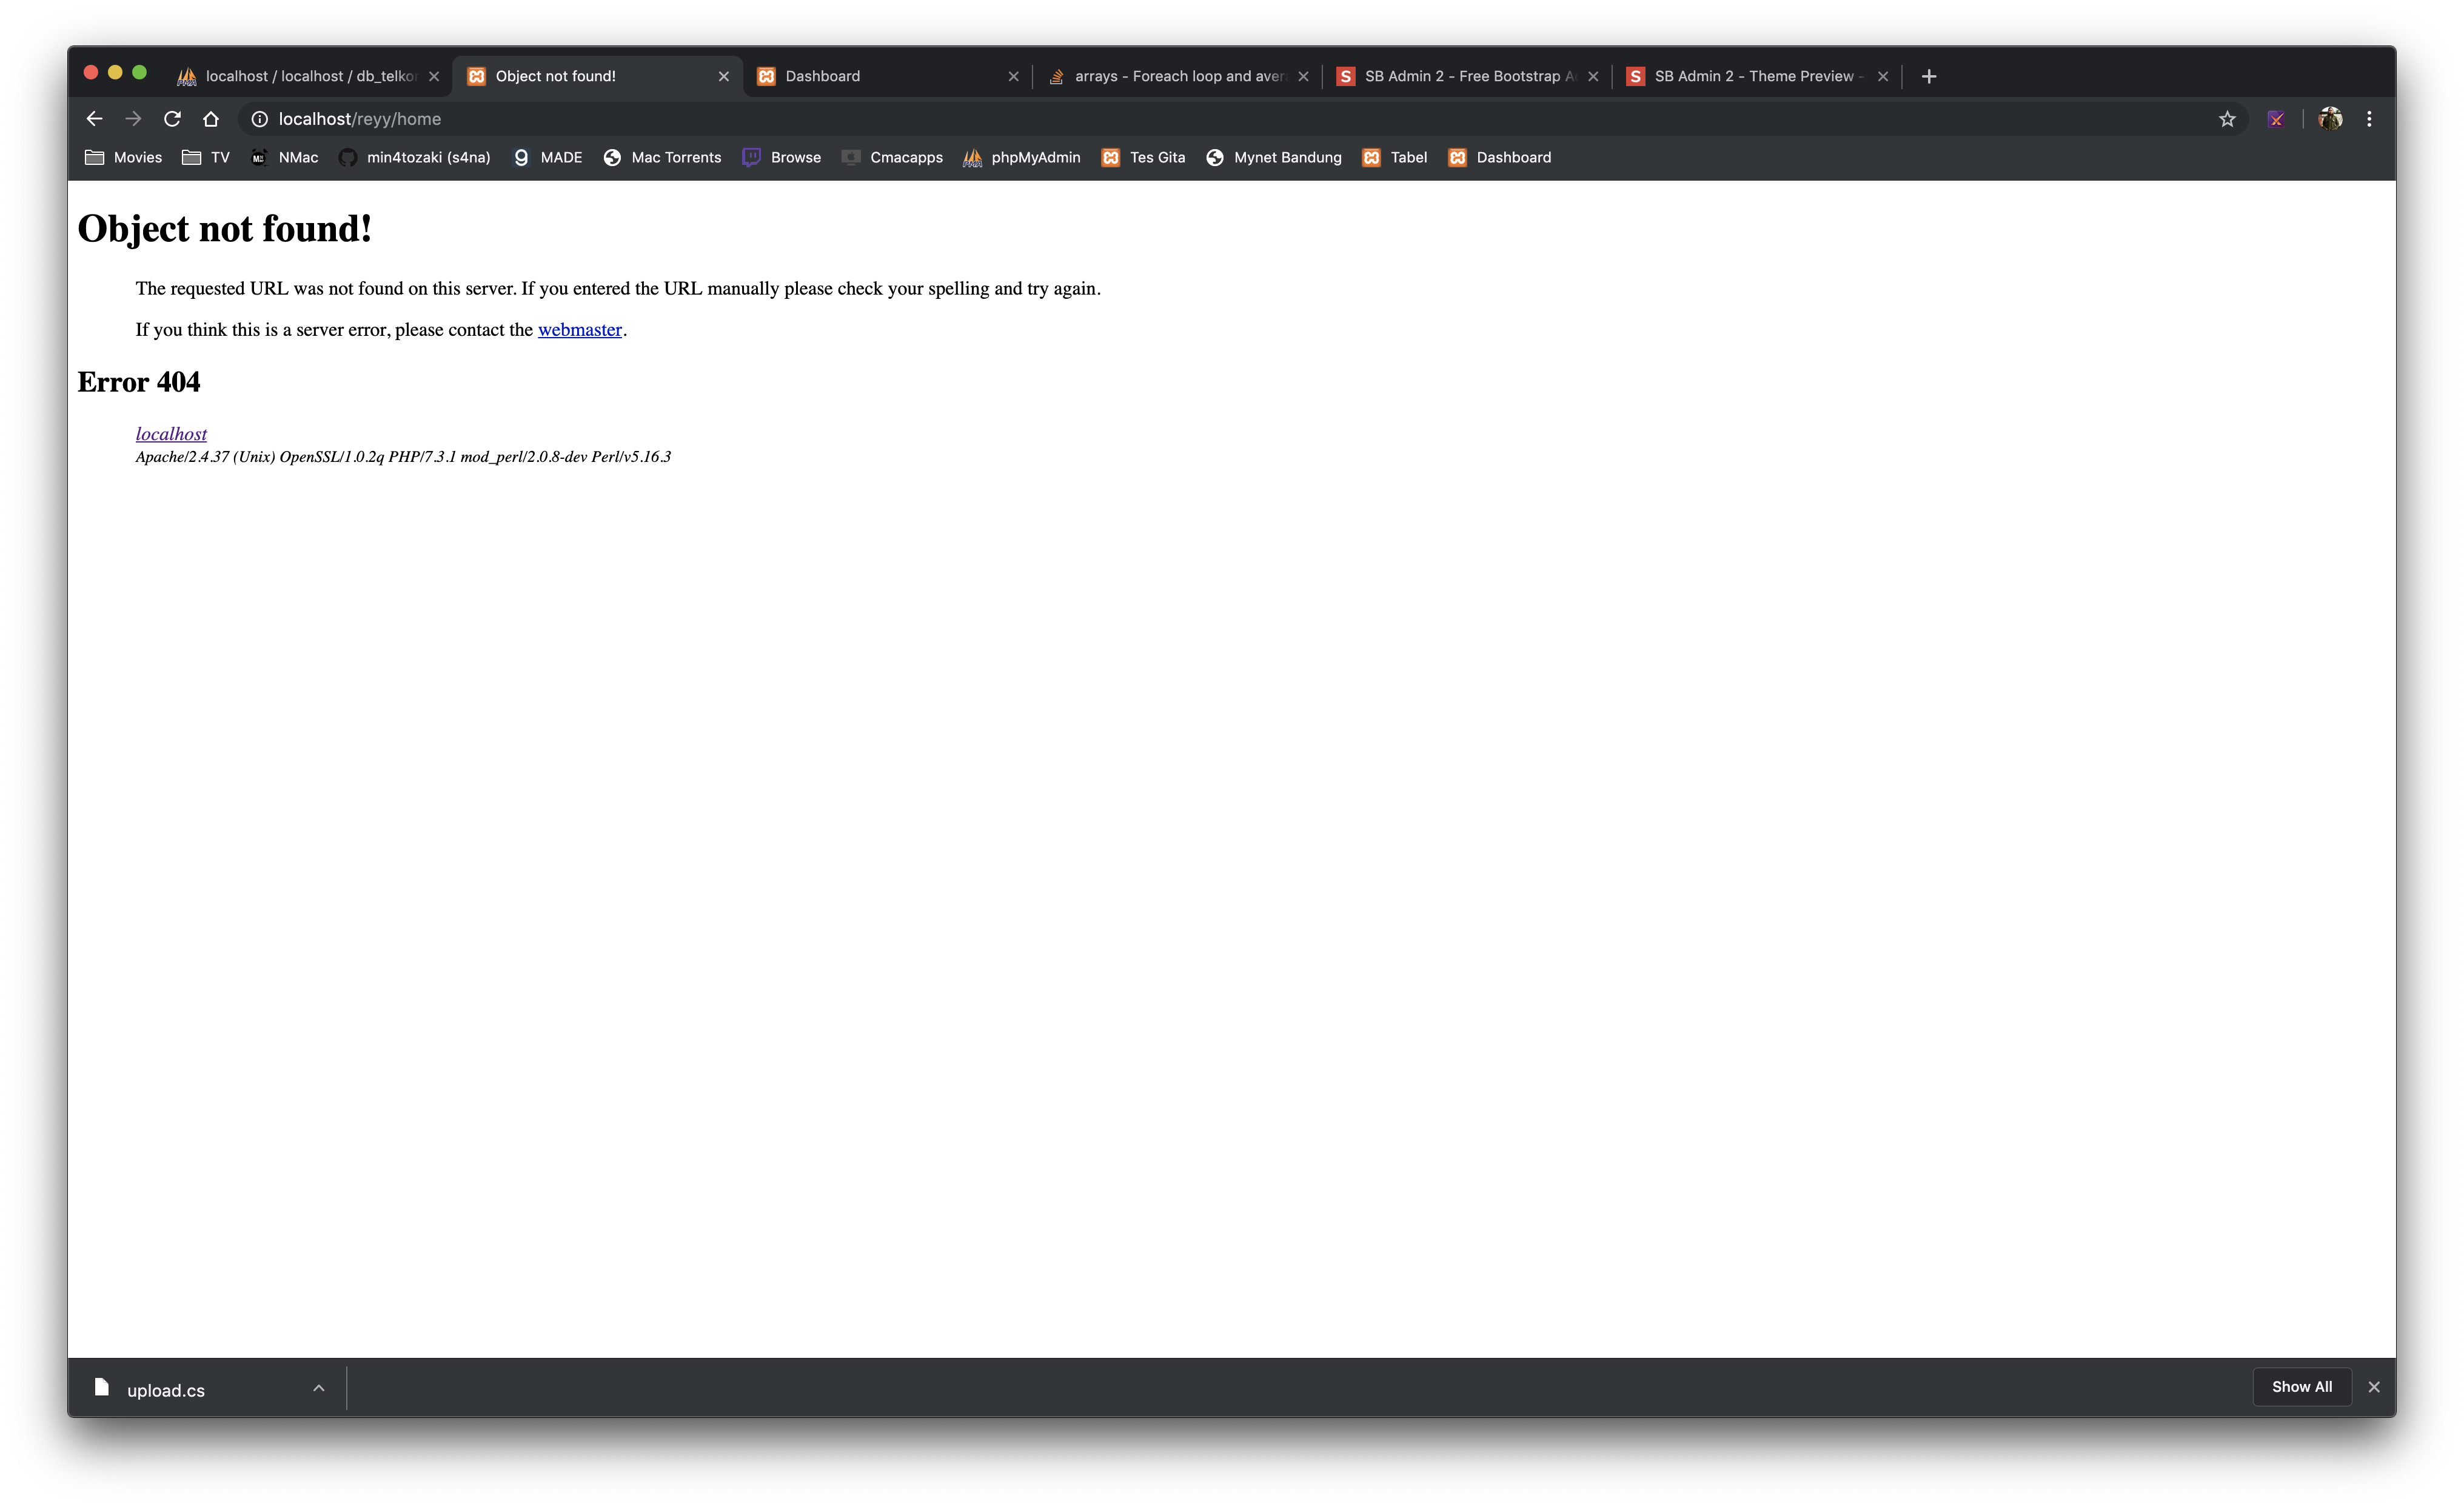 localhost / localhost / db_telko
Object not found!
Dashboard
arrays - Foreach loop and aver
SB Admin 2 - Free Bootstrap A
SB Admin 2 - Theme Preview -
localhost/reyy/home
Movies TV NMac min4tozaki (s4na) MADE Mac Torrents Browse Cmacapps phpMyAdmin Tes Gita Mynet Bandung Tabel Dashboard
Object not found!
The requested URL was not found on this server. If you entered the URL manually please check your spelling and try again.
If you think this is a server error, please contact the webmaster.
Error 404
localhost
Apache/2.4.37 (Unix) OpenSSL/1.0.2q PHP/7.3.1 mod_perl/2.0.8-dev Perl/v5.16.3
upload.cs
Show All